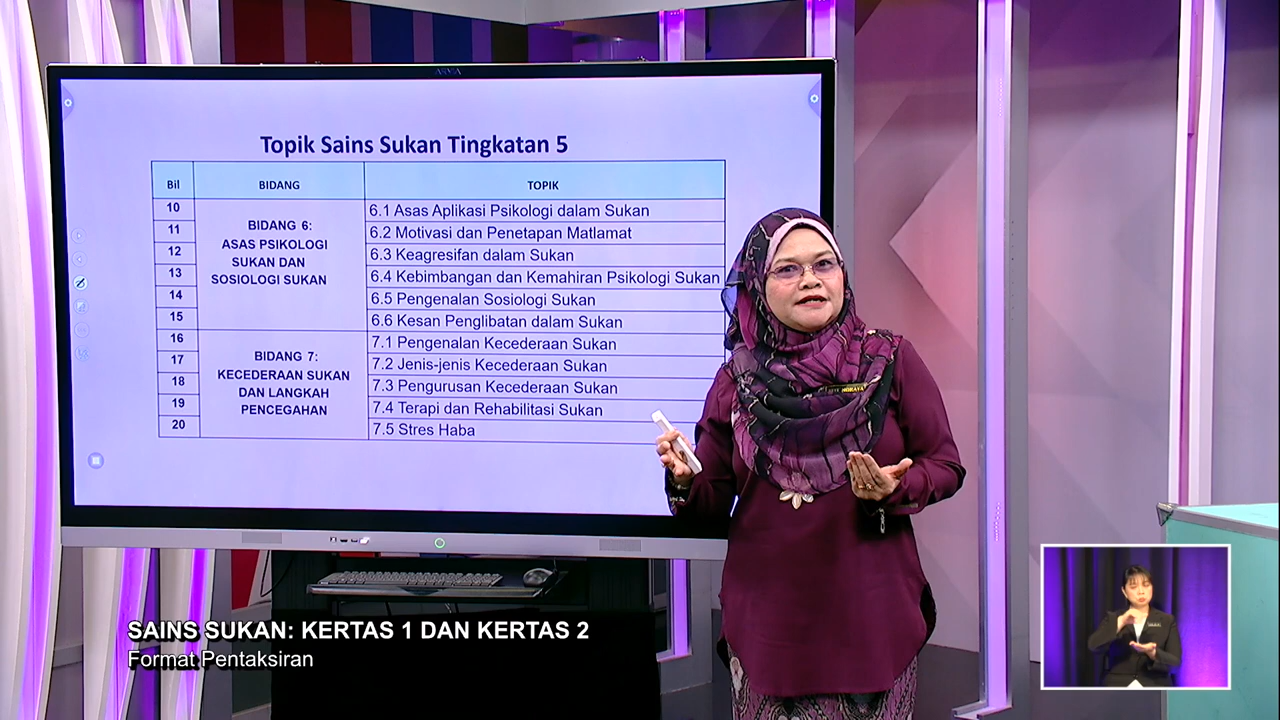 Topik Sains Sukan Tingkatan 5
Bil BIDANG TOPIK
10 6.1 Asas Aplikasi Psikologi dalam Sukan
11 6.2 Motivasi dan Penetapan Matlamat
12 6.3 Keagresifan dalam Sukan
13 6.4 Kebimbangan dan Kemahiran Psikologi Sukan
14 6.5 Pengenalan Sosiologi Sukan
15 6.6 Kesan Penglibatan dalam Sukan
BIDANG 6:
ASAS PSIKOLOGI
SUKAN DAN
SOSIOLOGI SUKAN
16 7.1 Pengenalan Kecederaan Sukan
17 7.2 Jenis-jenis Kecederaan Sukan
18 7.3 Pengurusan Kecederaan Sukan
19 7.4 Terapi dan Rehabilitasi Sukan
20 7.5 Stres Haba
BIDANG 7:
KECEDERAAN SUKAN
DAN LANGKAH
PENCEGAHAN
SAINS SUKAN: KERTAS 1 DAN KERTAS 2
Format Pentaksiran